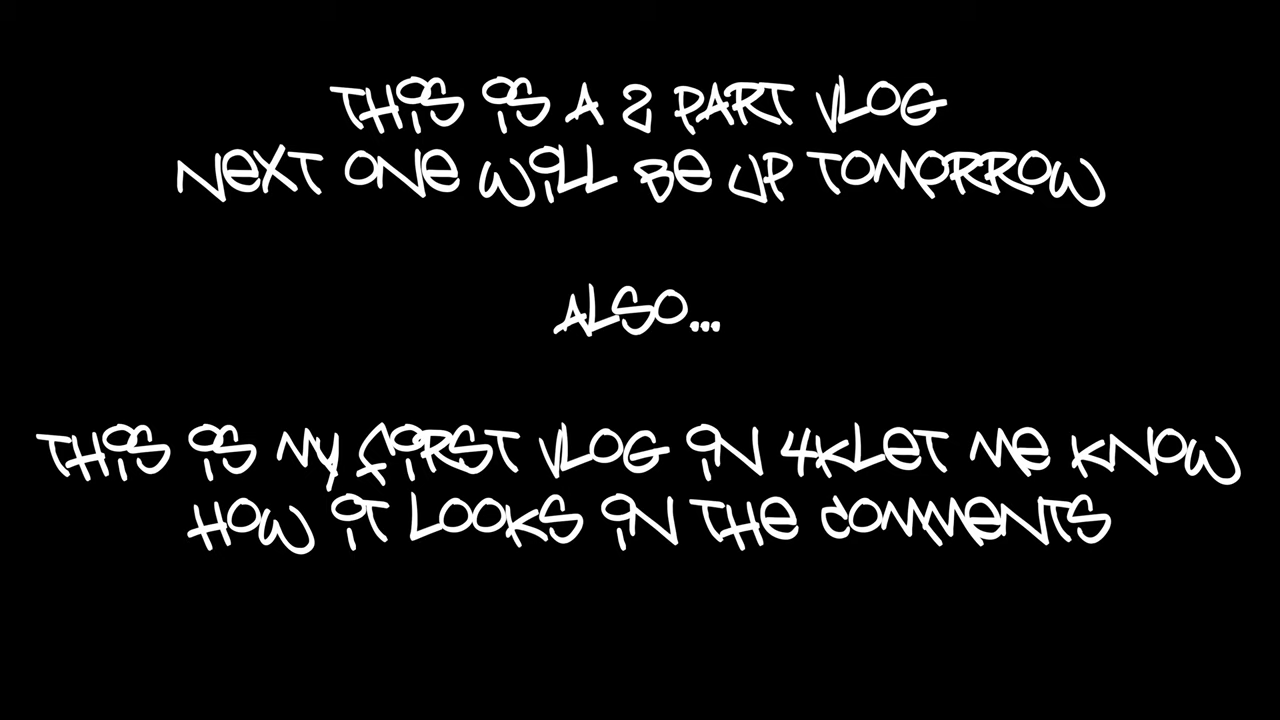 THIS IS A 2 PART VLOG
NEXT ONE WILL BE UP TOMORROW
ALSO...
THIS IS MY FIRST VLOG IN 4KLET ME KNOW
HOW IT LOOKS IN THE COMMENTS